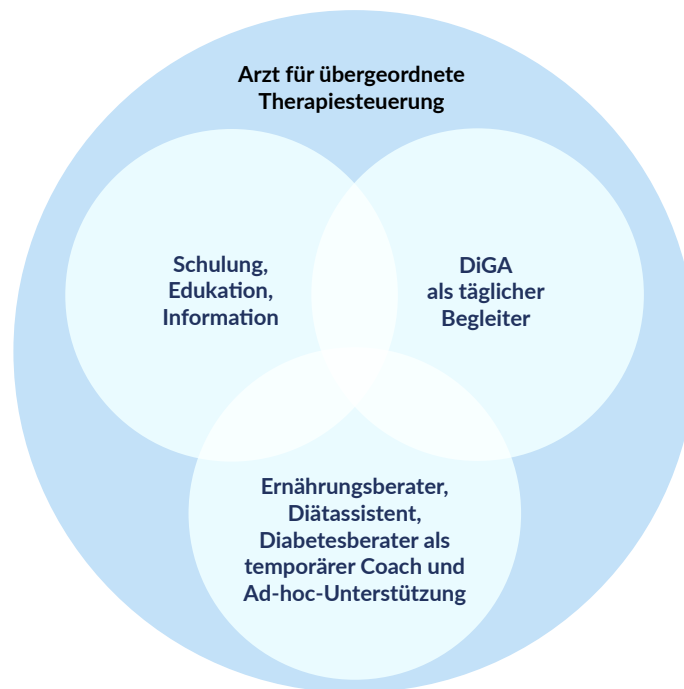 Arzt für übergeordnete
Therapiesteuerung
Schulung,
Edukation,
Information
DiGA
als täglicher
Begleiter
Ernährungsberater,
Diätassistent,
Diabetesberater als
temporärer Coach und
Ad-hoc-Unterstützung